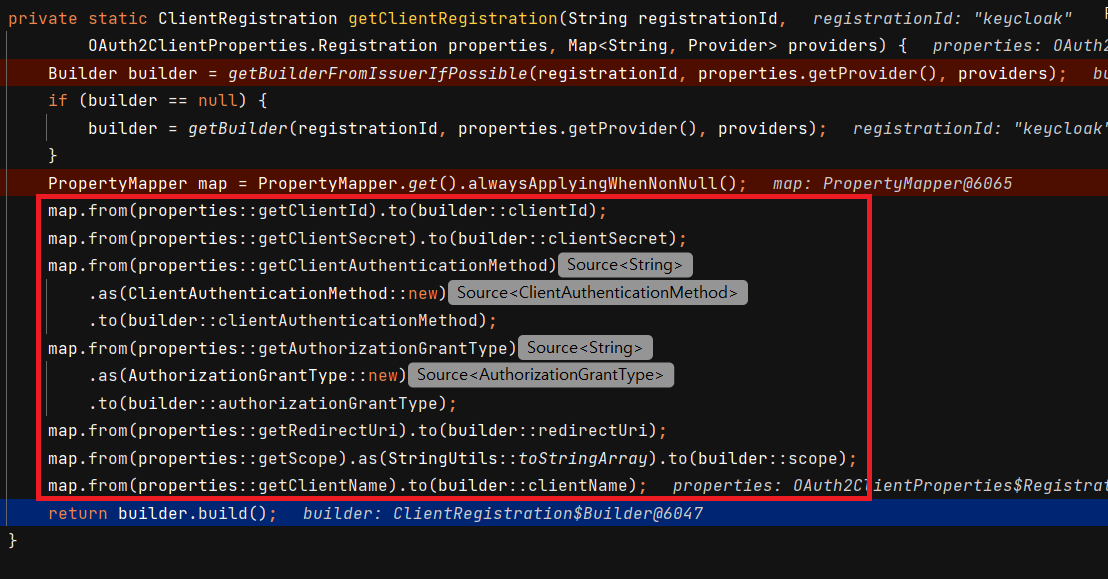 private static ClientRegistration getClientRegistration(String registrationId,   registrationId: "keycloak"
        OAuth2ClientProperties.Registration properties, Map<String, Provider> providers) {   properties: OAuth2
    Builder builder = getBuilderFromIssuerIfPossible(registrationId, properties.getProvider(), providers);   bu
    if (builder == null) {
        builder = getBuilder(registrationId, properties.getProvider(), providers);   registrationId: "keycloak"
    }
    PropertyMapper map = PropertyMapper.get().alwaysApplyingWhenNonNull();   map: PropertyMapper@6065
    map.from(properties::getClientId).to(builder::clientId);
    map.from(properties::getClientSecret).to(builder::clientSecret);
    map.from(properties::getClientAuthenticationMethod) Source<String>
        .as(ClientAuthenticationMethod::new) Source<ClientAuthenticationMethod>
        .to(builder::clientAuthenticationMethod);
    map.from(properties::getAuthorizationGrantType) Source<String>
        .as(AuthorizationGrantType::new) Source<AuthorizationGrantType>
        .to(builder::authorizationGrantType);
    map.from(properties::getRedirectUri).to(builder::redirectUri);
    map.from(properties::getScope).as(StringUtils::toStringArray).to(builder::scope);
    map.from(properties::getClientName).to(builder::clientName);   properties: OAuth2ClientProperties$Registrat
    return builder.build();   builder: ClientRegistration$Builder@6047
}